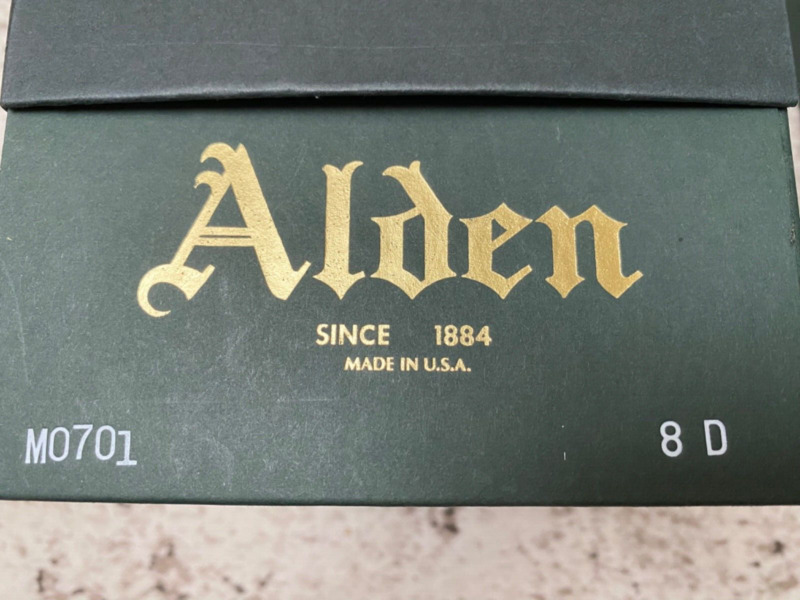 Alden
SINCE 1884
MADE IN U.S.A.
M0701 8 D